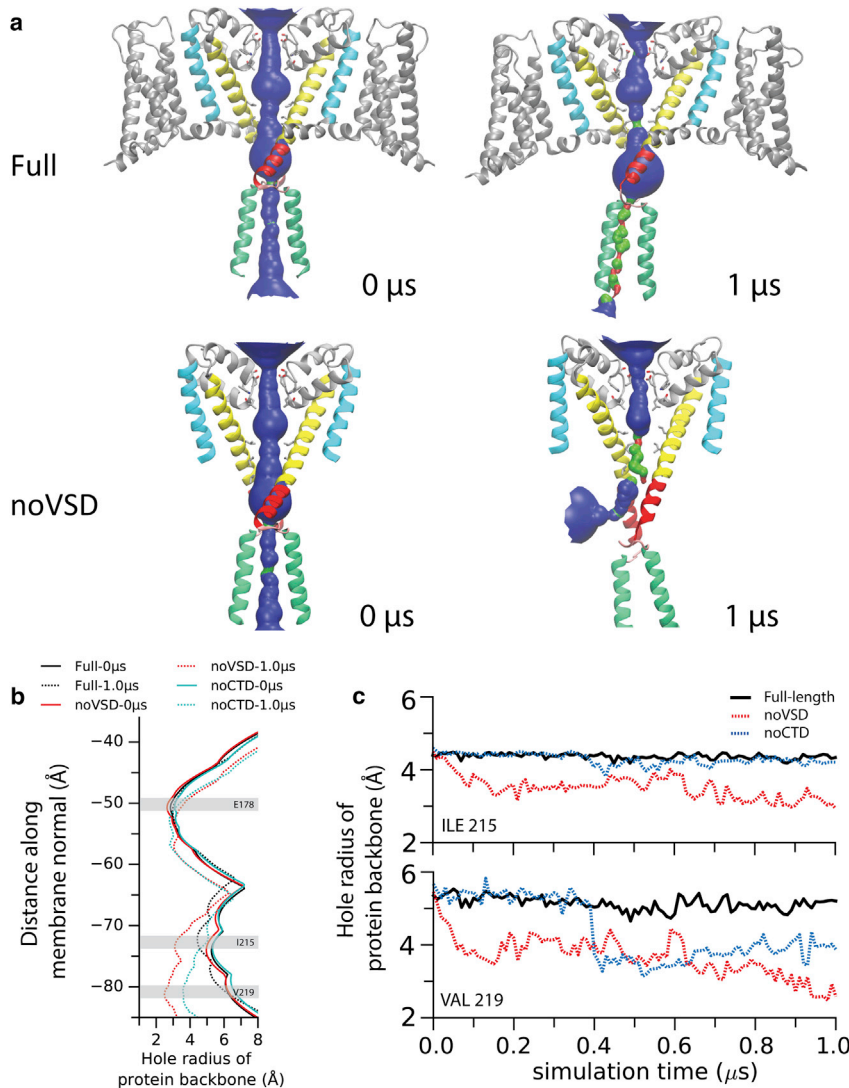 a
Full
0 μs
1 μs
noVSD
0 μs
1 μs
b
Full-0μs
Full-1.0μs
noVSD-0μs
noVSD-1.0μs
noCTD-0μs
noCTD-1.0μs
Distance along
membrane normal (Å)
−40
−50
−60
−70
−80
E178
I215
V219
1 2 3 4 5 6 7 8
Hole radius of
protein backbone (Å)
c
Hole radius of
protein backbone (Å)
6
4
2
Full-length
noVSD
noCTD
ILE 215
6
4
2
VAL 219
0.0 0.2 0.4 0.6 0.8 1.0
simulation time (μs)